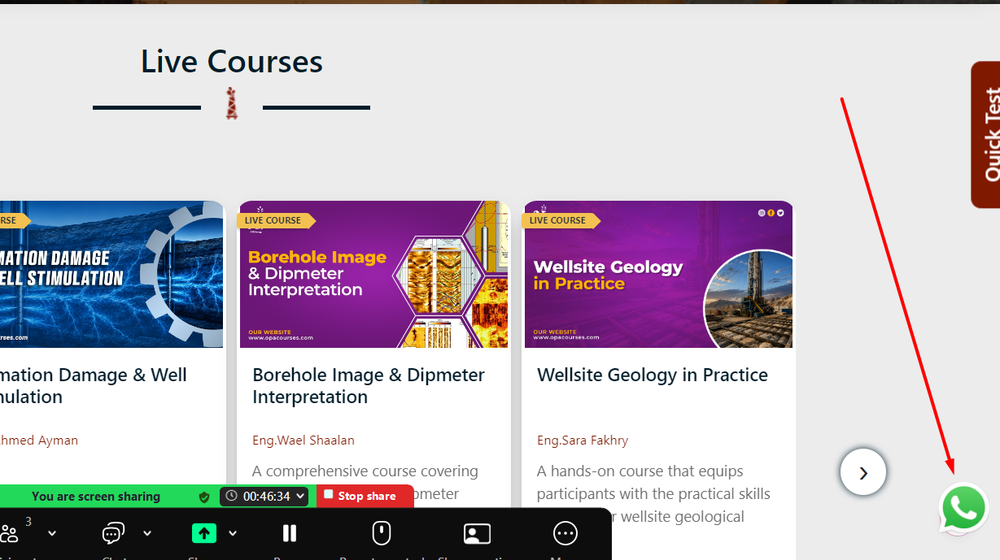 Live Courses
Quick Test
RSE
MATION DAMAGE
ELL STIMULATION
rses.com
LIVE COURSE
Borehole Image
& Dipmeter
Interpretation
OUR WEBSITE
www.opacourses.com
LIVE COURSE
Wellsite Geology
in Practice
OUR WEBSITE
www.opacourses.com
mation Damage & Well
mulation
hmed Ayman
Borehole Image & Dipmeter
Interpretation
Eng.Wael Shaalan
A comprehensive course covering
pmeter
Wellsite Geology in Practice
Eng.Sara Fakhry
A hands-on course that equips
participants with the practical skills
r wellsite geological
You are screen sharing
00:46:34
Stop share
3